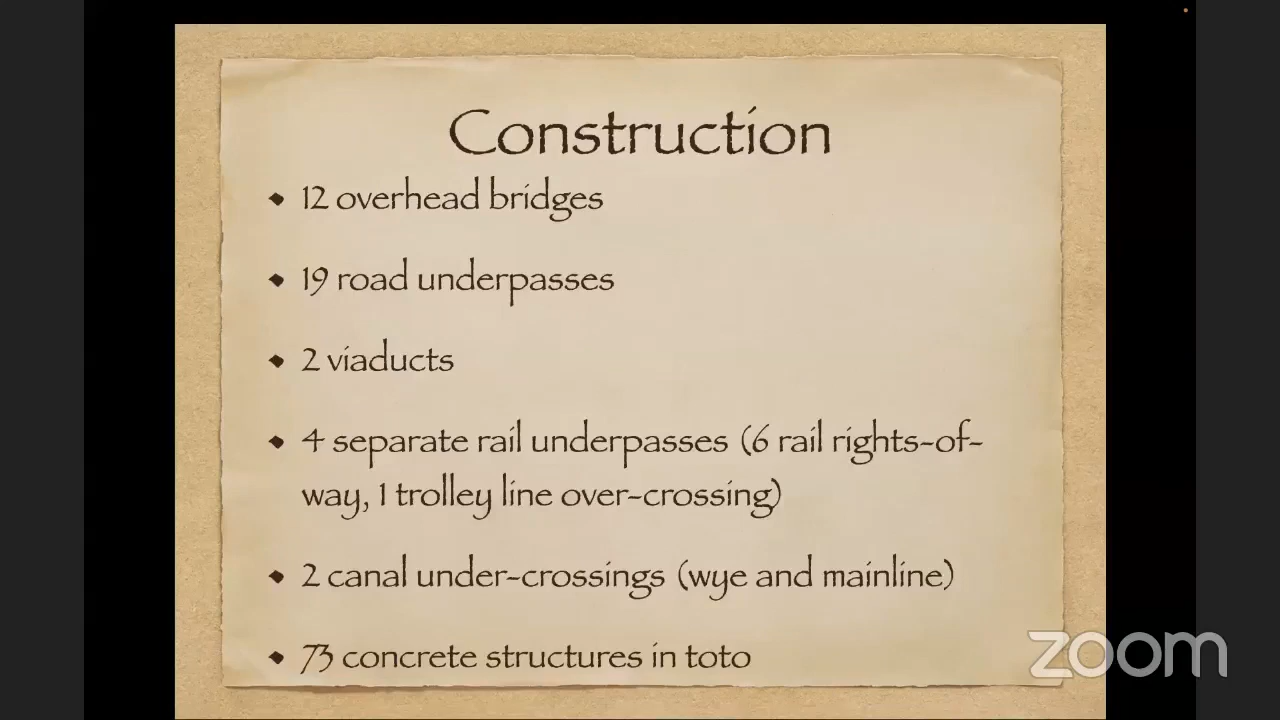 Construction
12 overhead bridges
19 road underpasses
2 viaducts
4 separate rail underpasses (6 rail rights-of-
way, 1 trolley line over-crossing)
2 canal under-crossings (wye and mainline)
73 concrete structures in toto
zoom